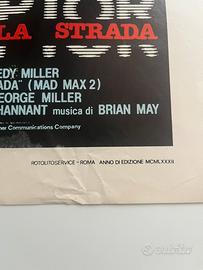 LA STRADA
EDY MILLER
ADA" (MAD MAX 2)
GEORGE MILLER
HANNANT musica di BRIAN MAY
ner Communications Company
ROTOLITOSERVICE - ROMA ANNO DI EDIZIONE MCMLXXXII
subito